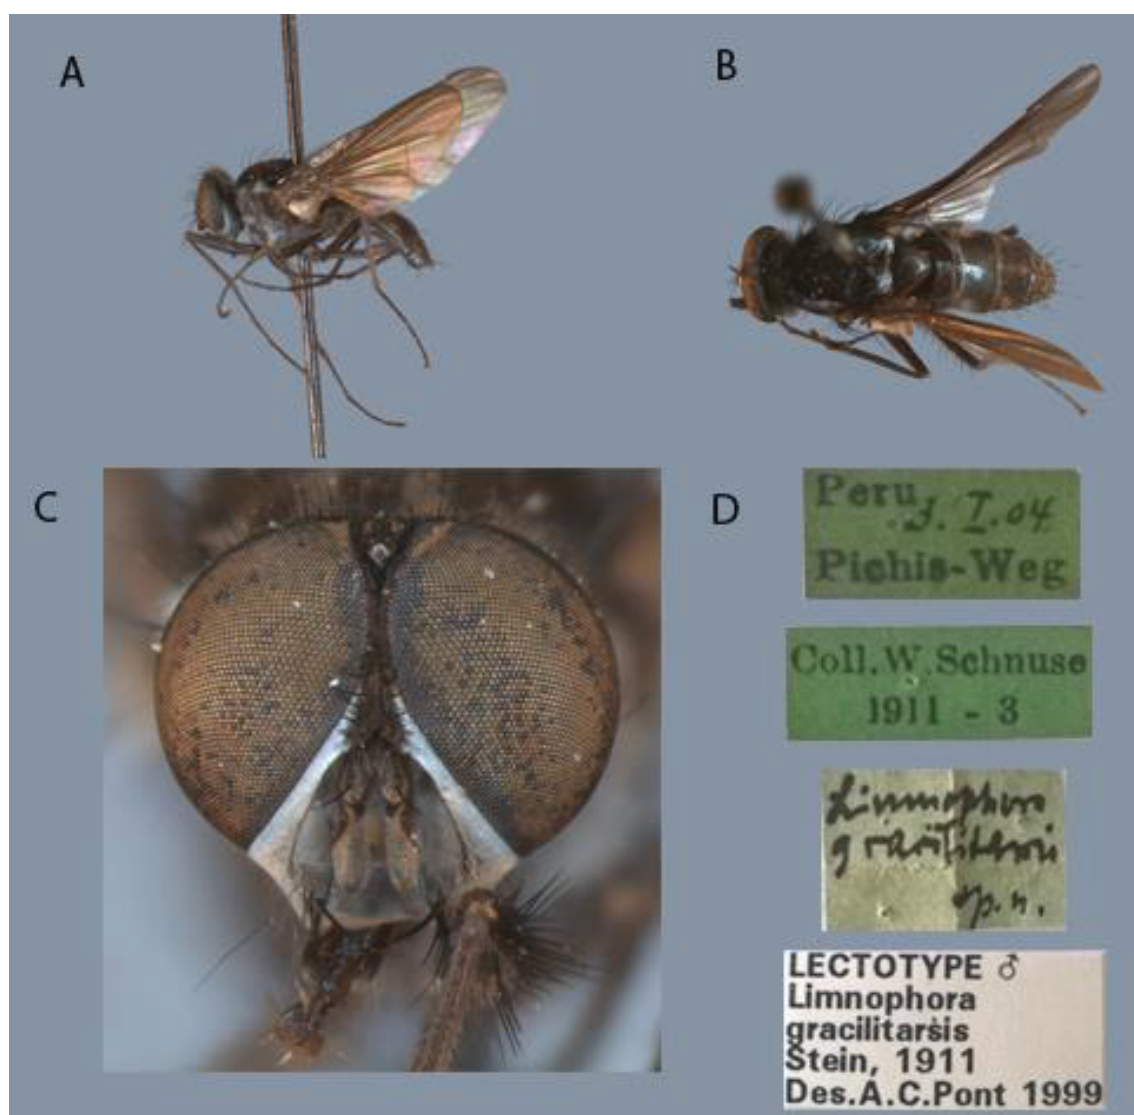 A
B
C
D
Peru
3. I. 04
Pichis-Weg
Coll. W. Schnuse
1911 - 3
Limnophora
gracilitarsis
sp. n.
LECTOTYPE ♂
Limnophora
gracilitarsis
Stein, 1911
Des. A.C. Pont 1999